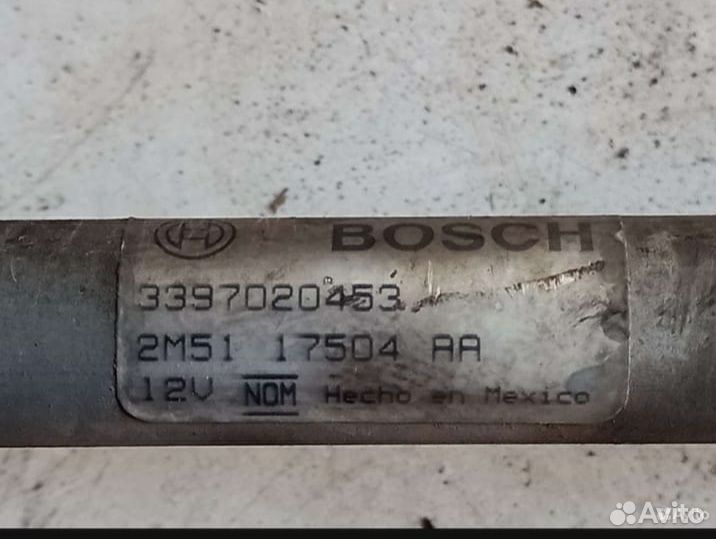 BOSCH
3397020453
2M51 17504 AA
12V NOM Hecho en Mexico
Avito